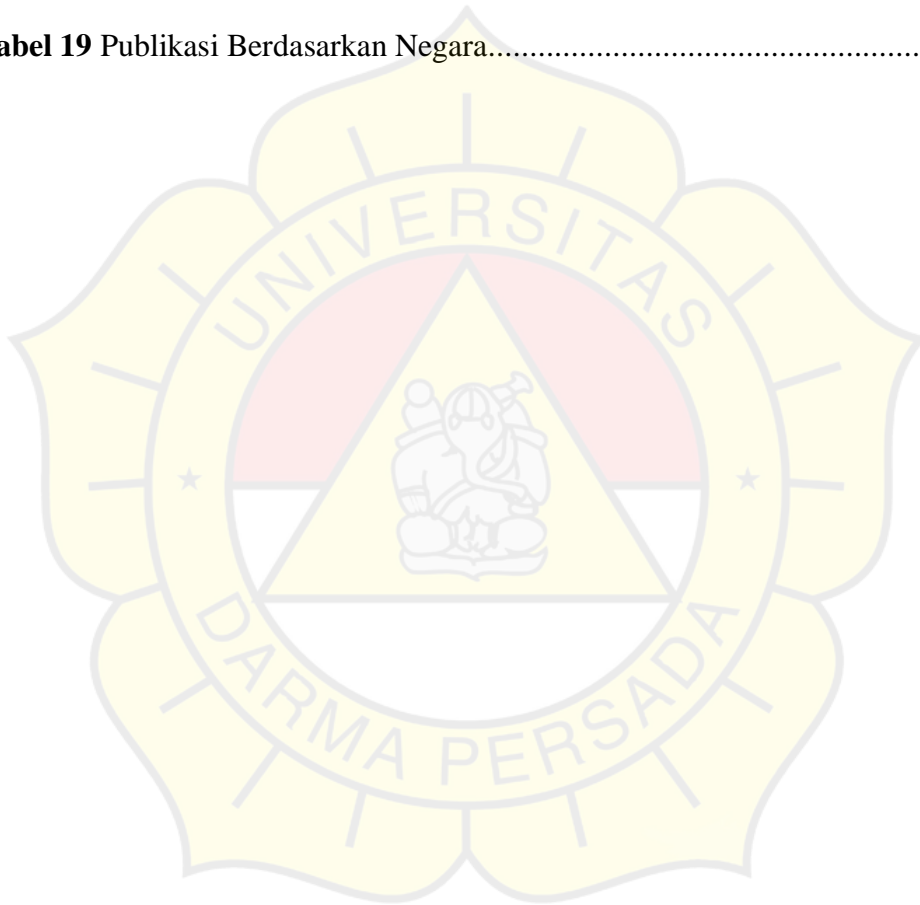 abel 19 Publikasi Berdasarkan Negara.......................................................
UNIVERSITAS
DARMA PERSADA